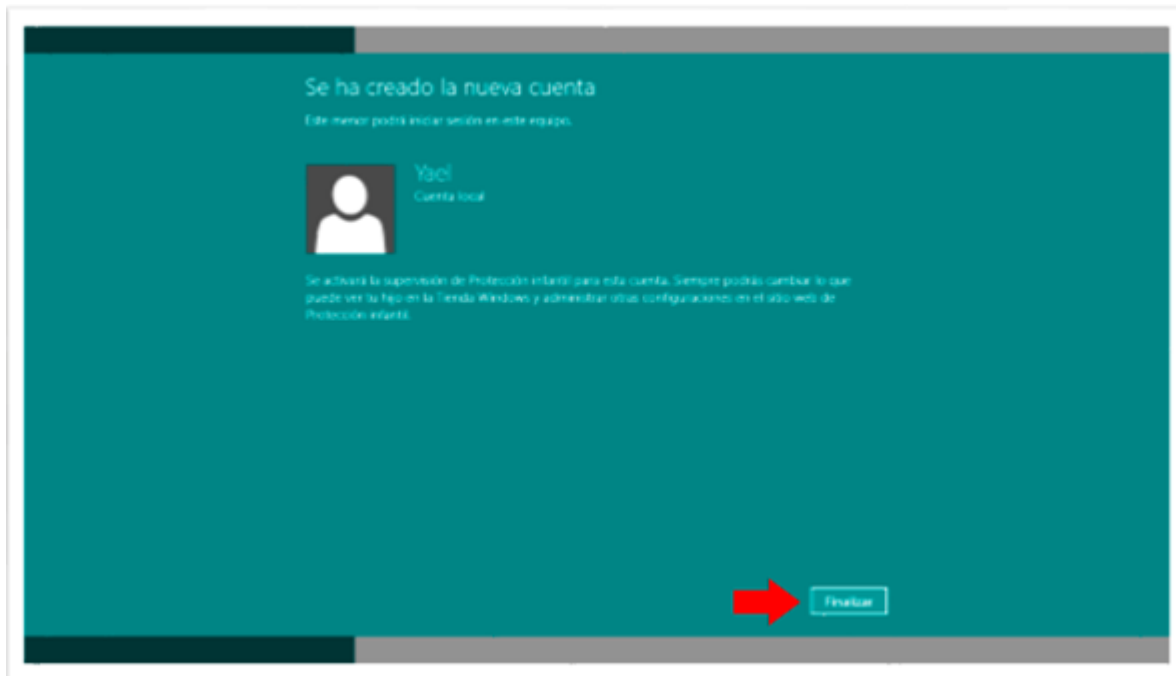 Se ha creado la nueva cuenta
Este menor podrá iniciar sesión en este equipo.
Yael
Cuenta local
Se activará la supervisión de Protección infantil para esta cuenta. Siempre podrás cambiar lo que
puede ver tu hijo en la Tienda Windows y administrar otras configuraciones en el sitio web de
Protección infantil.
Finalizar